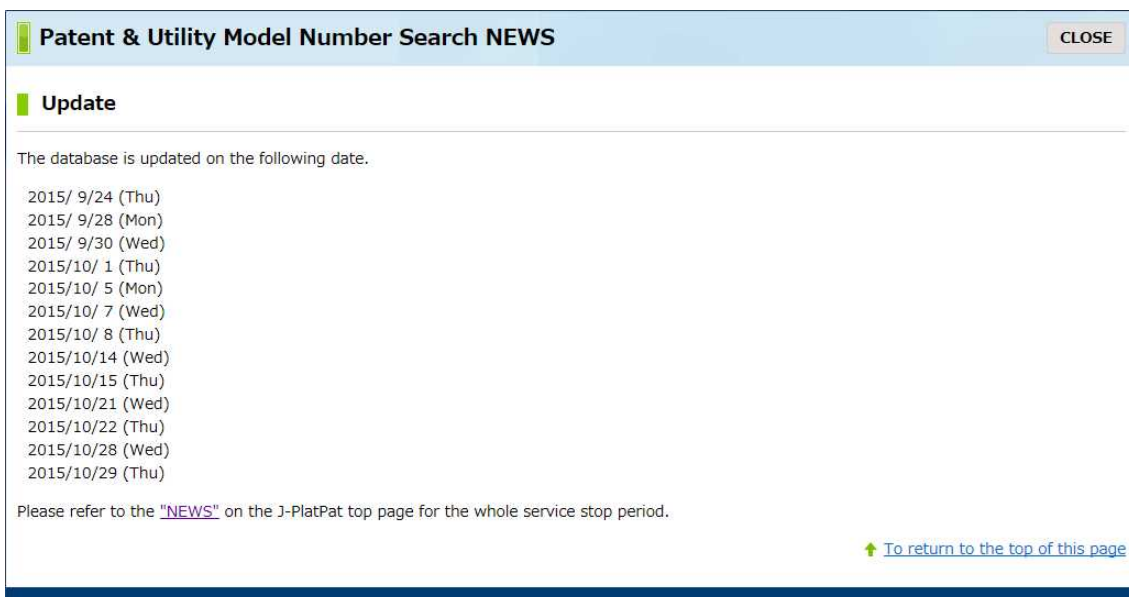 Patent & Utility Model Number Search NEWS
CLOSE
Update
The database is updated on the following date.
2015/ 9/24 (Thu)
2015/ 9/28 (Mon)
2015/ 9/30 (Wed)
2015/10/ 1 (Thu)
2015/10/ 5 (Mon)
2015/10/ 7 (Wed)
2015/10/ 8 (Thu)
2015/10/14 (Wed)
2015/10/15 (Thu)
2015/10/21 (Wed)
2015/10/22 (Thu)
2015/10/28 (Wed)
2015/10/29 (Thu)
Please refer to the "NEWS" on the J-PlatPat top page for the whole service stop period.
To return to the top of this page